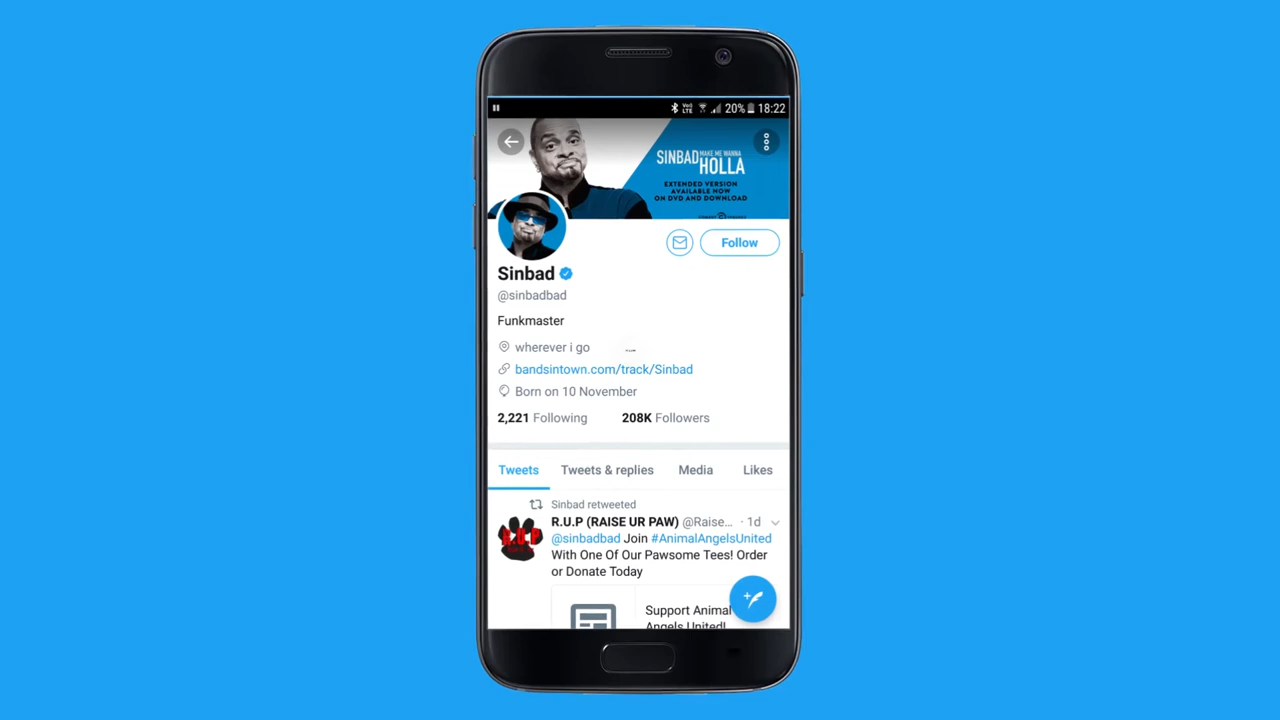 VoLTE 20% 18:22
SINBAD MAKE ME WANNA HOLLA
EXTENDED VERSION
AVAILABLE NOW
ON DVD AND DOWNLOAD
Follow
Sinbad
@sinbadbad
Funkmaster
wherever i go
bandsintown.com/track/Sinbad
Born on 10 November
2,221 Following 208K Followers
Tweets Tweets & replies Media Likes
Sinbad retweeted
R.U.P (RAISE UR PAW) @Raise... · 1d
@sinbadbad Join #AnimalAngelsUnited
With One Of Our Pawsome Tees! Order
or Donate Today
R.U.P
Support Animal
Angels United!